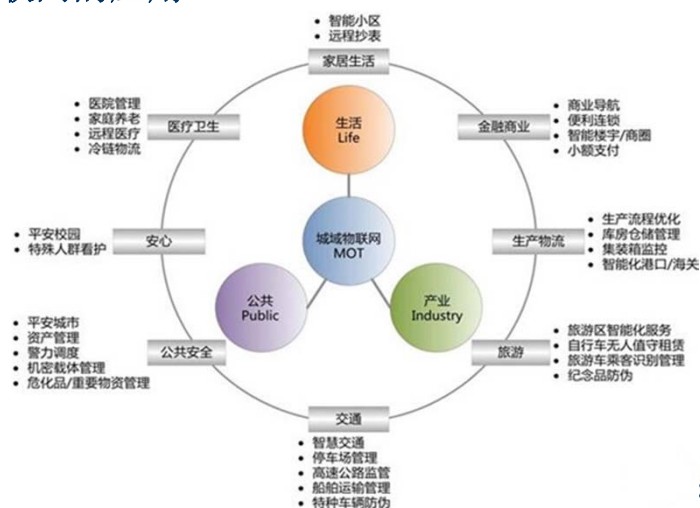 • 智能小区
• 远程抄表
家居生活
• 医院管理
• 家庭养老
• 远程医疗
• 冷链物流
医疗卫生
金融商业
• 商业导航
• 便利连锁
• 智能楼宇/商圈
• 小额支付
生活
Life
• 平安校园
• 特殊人群看护
安心
城域物联网
MOT
生产物流
• 生产流程优化
• 库房仓储管理
• 集装箱监控
• 智能化港口/海关
公共
Public
产业
Industry
• 平安城市
• 资产管理
• 警力调度
• 机密载体管理
• 危化品/重要物资管理
公共安全
旅游
• 旅游区智能化服务
• 自行车无人值守租赁
• 旅游车乘客识别管理
• 纪念品防伪
交通
• 智慧交通
• 停车场管理
• 高速公路监管
• 船舶运输管理
• 特种车辆防伪